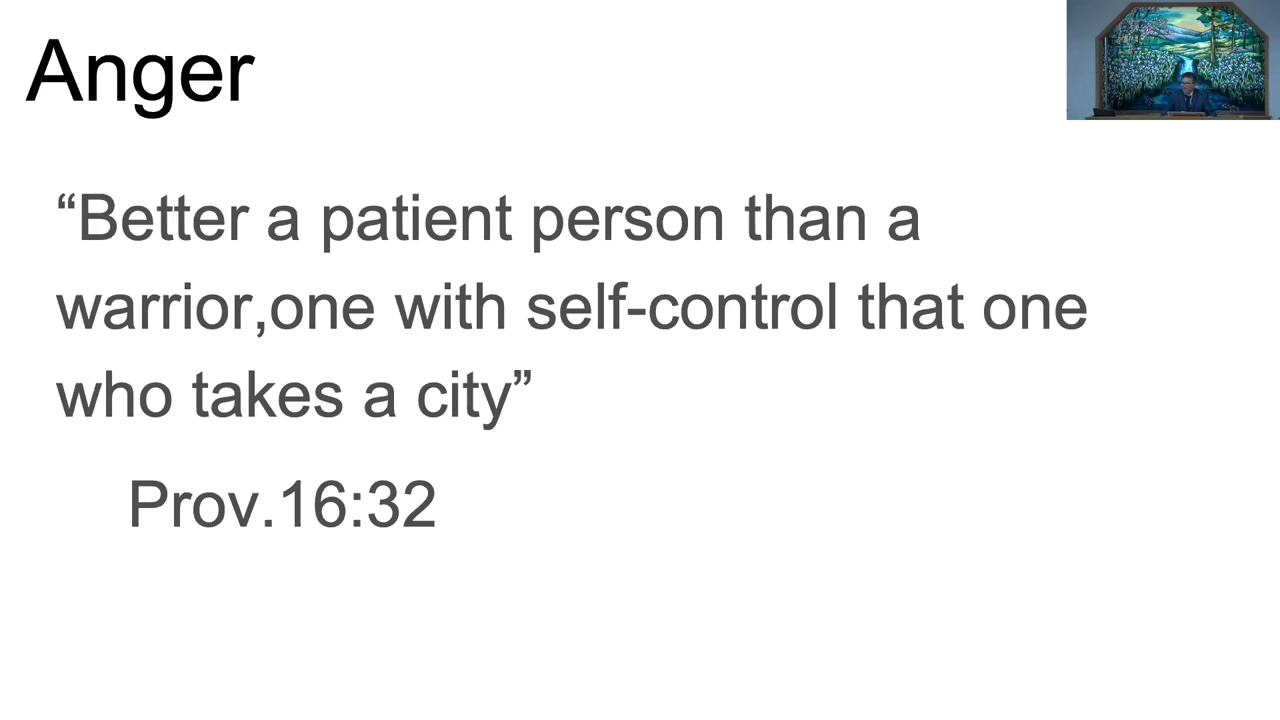 Anger
“Better a patient person than a
warrior,one with self-control that one
who takes a city”
Prov.16:32